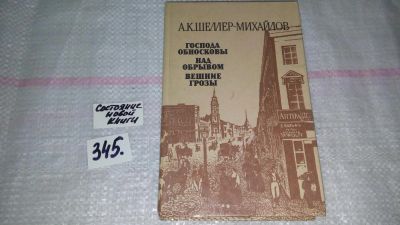 А.К.ШЕЛЛЕР-МИХАЙЛОВ
ГОСПОДА
ОБНОСКОВЫ
НАД
ОБРЫВОМ
ВЕШНИЕ
ГРОЗЫ
Состояние
новой
книги
345.